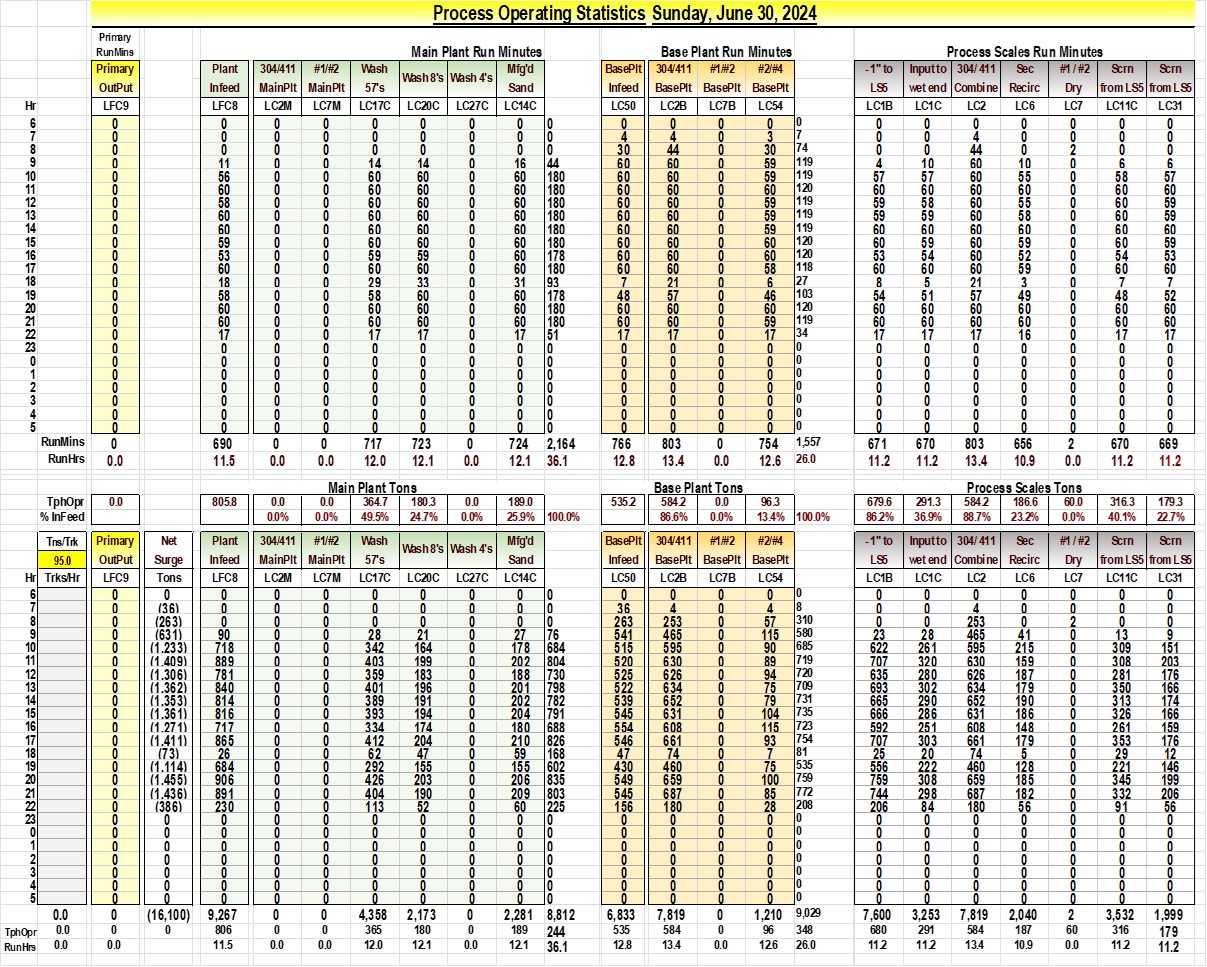 Process Operating Statistics Sunday, June 30, 2024
Primary
RunMins Main Plant Run Minutes Base Plant Run Minutes Process Scales Run Minutes
Primary Plant 304/411 #1/#2 Wash Wash 8's Wash 4's Mfg'd BasePlt 304/411 #1/#2 #2/#4 -1" to Input to 304/ 411 Sec #1 / #2 Scrn Scrn
OutPut Infeed MainPlt MainPlt 57's Sand Infeed BasePlt BasePlt BasePlt LS5 wet end Combine Recirc Dry from LS5 from LS5
Hr LFC9 LFC8 LC2M LC7M LC17C LC20C LC27C LC14C LC50 LC2B LC7B LC54 LC1B LC1C LC2 LC6 LC7 LC11C LC31
6 0 0 0 0 0 0 0 0 0 0 0 0 0 0 0 0 0 0 0 0 0
7 0 0 0 0 0 0 0 0 0 4 4 0 3 7 0 0 4 0 0 0 0
8 0 0 0 0 0 0 0 0 0 30 44 0 30 74 0 0 44 0 2 0 0
9 0 11 0 0 14 14 0 16 44 60 60 0 59 119 4 10 60 10 0 6 6
10 0 56 0 0 60 60 0 60 180 60 60 0 59 119 57 57 60 55 0 58 57
11 0 60 0 0 60 60 0 60 180 60 60 0 60 120 60 60 60 60 0 60 60
12 0 58 0 0 60 60 0 60 180 60 60 0 59 119 59 58 60 55 0 60 59
13 0 60 0 0 60 60 0 60 180 60 60 0 59 119 59 59 60 58 0 60 59
14 0 60 0 0 60 60 0 60 180 60 60 0 59 119 60 60 60 60 0 60 60
15 0 59 0 0 60 60 0 60 180 60 60 0 60 120 60 59 60 59 0 60 59
16 0 53 0 0 59 59 0 60 178 60 60 0 60 120 53 54 60 52 0 54 53
17 0 60 0 0 60 60 0 60 180 60 60 0 58 118 60 60 60 59 0 60 60
18 0 18 0 0 29 33 0 31 93 7 21 0 6 27 8 5 21 3 0 7 7
19 0 58 0 0 58 60 0 60 178 48 57 0 46 103 54 51 57 49 0 48 52
20 0 60 0 0 60 60 0 60 180 60 60 0 60 120 60 60 60 60 0 60 60
21 0 60 0 0 60 60 0 60 180 60 60 0 59 119 60 60 60 60 0 60 60
22 0 17 0 0 17 17 0 17 51 17 17 0 17 34 17 17 17 16 0 17 17
23 0 0 0 0 0 0 0 0 0 0 0 0 0 0 0 0 0 0 0 0 0
0 0 0 0 0 0 0 0 0 0 0 0 0 0 0 0 0 0 0 0 0 0
1 0 0 0 0 0 0 0 0 0 0 0 0 0 0 0 0 0 0 0 0 0
2 0 0 0 0 0 0 0 0 0 0 0 0 0 0 0 0 0 0 0 0 0
3 0 0 0 0 0 0 0 0 0 0 0 0 0 0 0 0 0 0 0 0 0
4 0 0 0 0 0 0 0 0 0 0 0 0 0 0 0 0 0 0 0 0 0
5 0 0 0 0 0 0 0 0 0 0 0 0 0 0 0 0 0 0 0 0 0
RunMins 0 690 0 0 717 723 0 724 2,164 766 803 0 754 1,557 671 670 803 656 2 670 669
RunHrs 0.0 11.5 0.0 0.0 12.0 12.1 0.0 12.1 36.1 12.8 13.4 0.0 12.6 26.0 11.2 11.2 13.4 10.9 0.0 11.2 11.2
Main Plant Tons Base Plant Tons Process Scales Tons
TphOpr 0.0 805.8 0.0 0.0 364.7 180.3 0.0 189.0 535.2 584.2 0.0 96.3 679.6 291.3 584.2 186.6 60.0 316.3 179.3
% InFeed 0.0% 0.0% 49.5% 24.7% 0.0% 25.9% 100.0% 86.6% 0.0% 13.4% 100.0% 86.2% 36.9% 88.7% 23.2% 0.0% 40.1% 22.7%
Tns/Trk Primary Net Plant 304/411 #1/#2 Wash Wash 8's Wash 4's Mfg'd BasePlt 304/411 #1/#2 #2/#4 -1" to Input to 304/ 411 Sec #1 / #2 Scrn Scrn
95.0 OutPut Surge Infeed MainPlt MainPlt 57's Sand Infeed BasePlt BasePlt BasePlt LS5 wet end Combine Recirc Dry from LS5 from LS5
Hr Trks/Hr LFC9 Tons LFC8 LC2M LC7M LC17C LC20C LC27C LC14C LC50 LC2B LC7B LC54 LC1B LC1C LC2 LC6 LC7 LC11C LC31
6 0 0 0 0 0 0 0 0 0 0 0 0 0 0 0 0 0 0 0 0 0 0
7 0 (36) 0 0 0 0 0 0 0 0 36 4 0 4 8 0 0 4 0 0 0 0
8 0 (263) 0 0 0 0 0 0 0 0 263 253 0 57 310 0 0 253 0 2 0 0
9 0 (631) 90 0 0 28 21 0 27 76 541 465 0 115 580 23 28 465 41 0 13 9
10 0 (1,233) 718 0 0 342 164 0 178 684 515 595 0 90 685 622 261 595 215 0 309 151
11 0 (1,409) 889 0 0 403 199 0 202 804 520 630 0 89 719 707 320 630 159 0 308 203
12 0 (1,306) 781 0 0 359 183 0 188 730 525 626 0 94 720 635 280 626 187 0 281 176
13 0 (1,362) 840 0 0 401 196 0 201 798 522 634 0 75 709 693 302 634 179 0 350 166
14 0 (1,353) 814 0 0 389 191 0 202 782 539 652 0 79 731 665 290 652 190 0 313 174
15 0 (1,361) 816 0 0 393 194 0 204 791 545 631 0 104 735 666 286 631 186 0 326 166
16 0 (1,271) 717 0 0 334 174 0 180 688 554 608 0 115 723 592 251 608 148 0 261 159
17 0 (1,411) 865 0 0 412 204 0 210 826 546 661 0 93 754 707 303 661 179 0 353 176
18 0 (73) 26 0 0 62 47 0 59 168 47 74 0 7 81 25 20 74 5 0 29 12
19 0 (1,114) 684 0 0 292 155 0 155 602 430 460 0 75 535 556 222 460 128 0 221 146
20 0 (1,455) 906 0 0 426 203 0 206 835 549 659 0 100 759 759 308 659 185 0 345 199
21 0 (1,436) 891 0 0 404 190 0 209 803 545 687 0 85 772 744 298 687 182 0 332 206
22 0 (386) 230 0 0 113 52 0 60 225 156 180 0 28 208 206 84 180 56 0 91 56
23 0 0 0 0 0 0 0 0 0 0 0 0 0 0 0 0 0 0 0 0 0 0
0 0 0 0 0 0 0 0 0 0 0 0 0 0 0 0 0 0 0 0 0 0 0
1 0 0 0 0 0 0 0 0 0 0 0 0 0 0 0 0 0 0 0 0 0 0
2 0 0 0 0 0 0 0 0 0 0 0 0 0 0 0 0 0 0 0 0 0 0
3 0 0 0 0 0 0 0 0 0 0 0 0 0 0 0 0 0 0 0 0 0 0
4 0 0 0 0 0 0 0 0 0 0 0 0 0 0 0 0 0 0 0 0 0 0
5 0 0 0 0 0 0 0 0 0 0 0 0 0 0 0 0 0 0 0 0 0 0
0.0 0 (16,100) 9,267 0 0 4,358 2,173 0 2,281 8,812 6,833 7,819 0 1,210 9,029 7,600 3,253 7,819 2,040 2 3,532 1,999
TphOpr 0.0 0 0 806 0 0 365 180 0 189 244 535 584 0 96 348 680 291 584 187 60 316 179
RunHrs 0.0 0.0 11.5 0.0 0.0 12.0 12.1 0.0 12.1 36.1 12.8 13.4 0.0 12.6 26.0 11.2 11.2 13.4 10.9 0.0 11.2 11.2